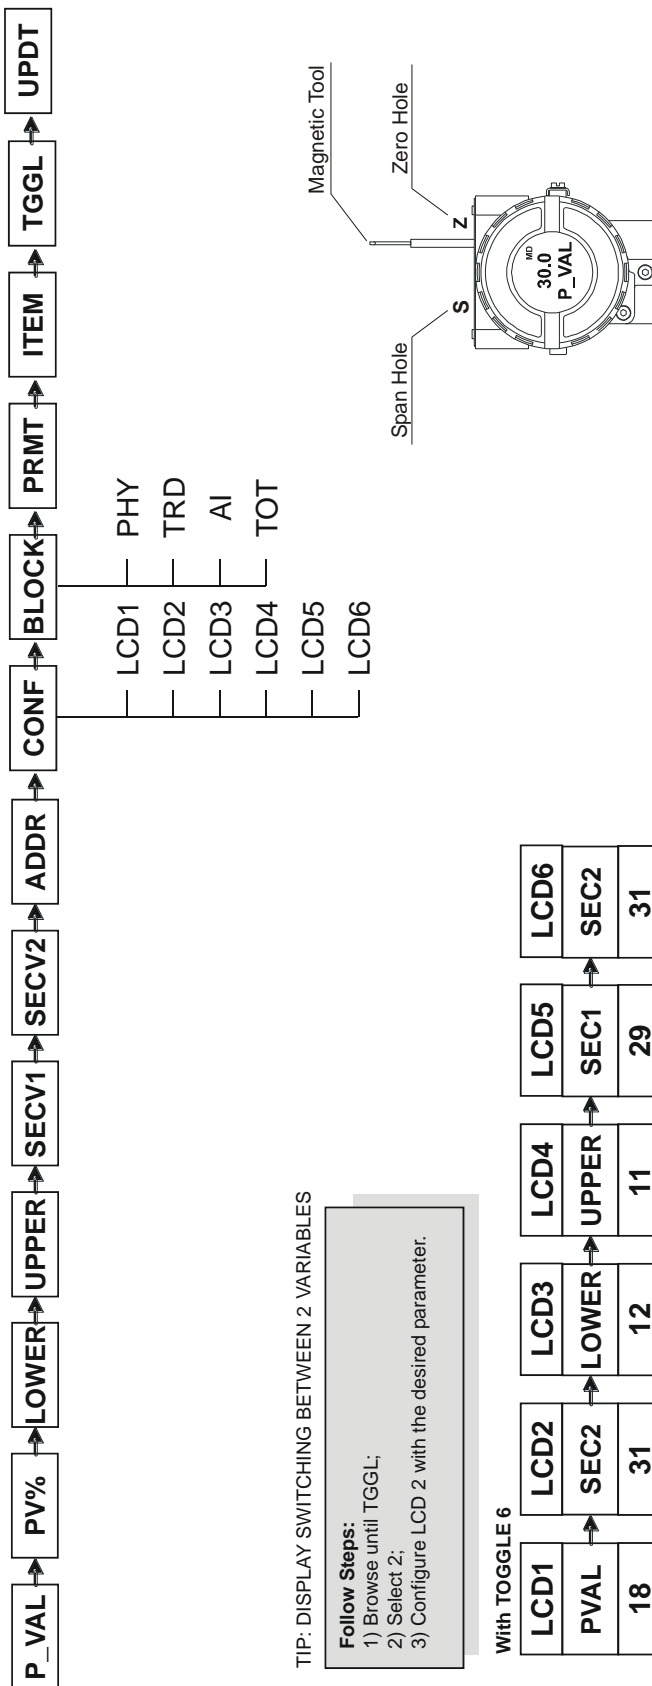 P_VAL PV% LOWER UPPER SECV1 SECV2 ADDR CONF BLOCK PRMT ITEM TGGL UPDT
LCD1 PHY
LCD2 TRD
LCD3 AI
LCD4 TOT
LCD5
LCD6
TIP: DISPLAY SWITCHING BETWEEN 2 VARIABLES
Follow Steps:
1) Browse until TGGL;
2) Select 2;
3) Configure LCD 2 with the desired parameter.
Magnetic Tool
Span Hole
Zero Hole
S Z
MD
30.0
P_VAL
With TOGGLE 6
LCD1 LCD2 LCD3 LCD4 LCD5 LCD6
PVAL SEC2 LOWER UPPER SEC1 SEC2
18 31 12 11 29 31